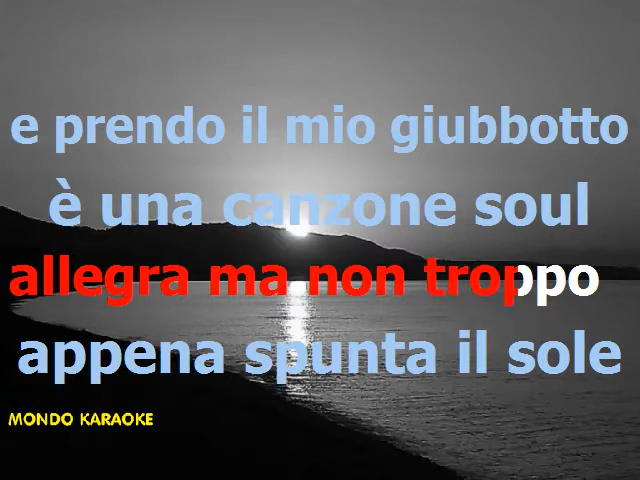 e prendo il mio giubbotto
è una canzone soul
allegra ma non troppo
appena spunta il sole
MONDO KARAOKE